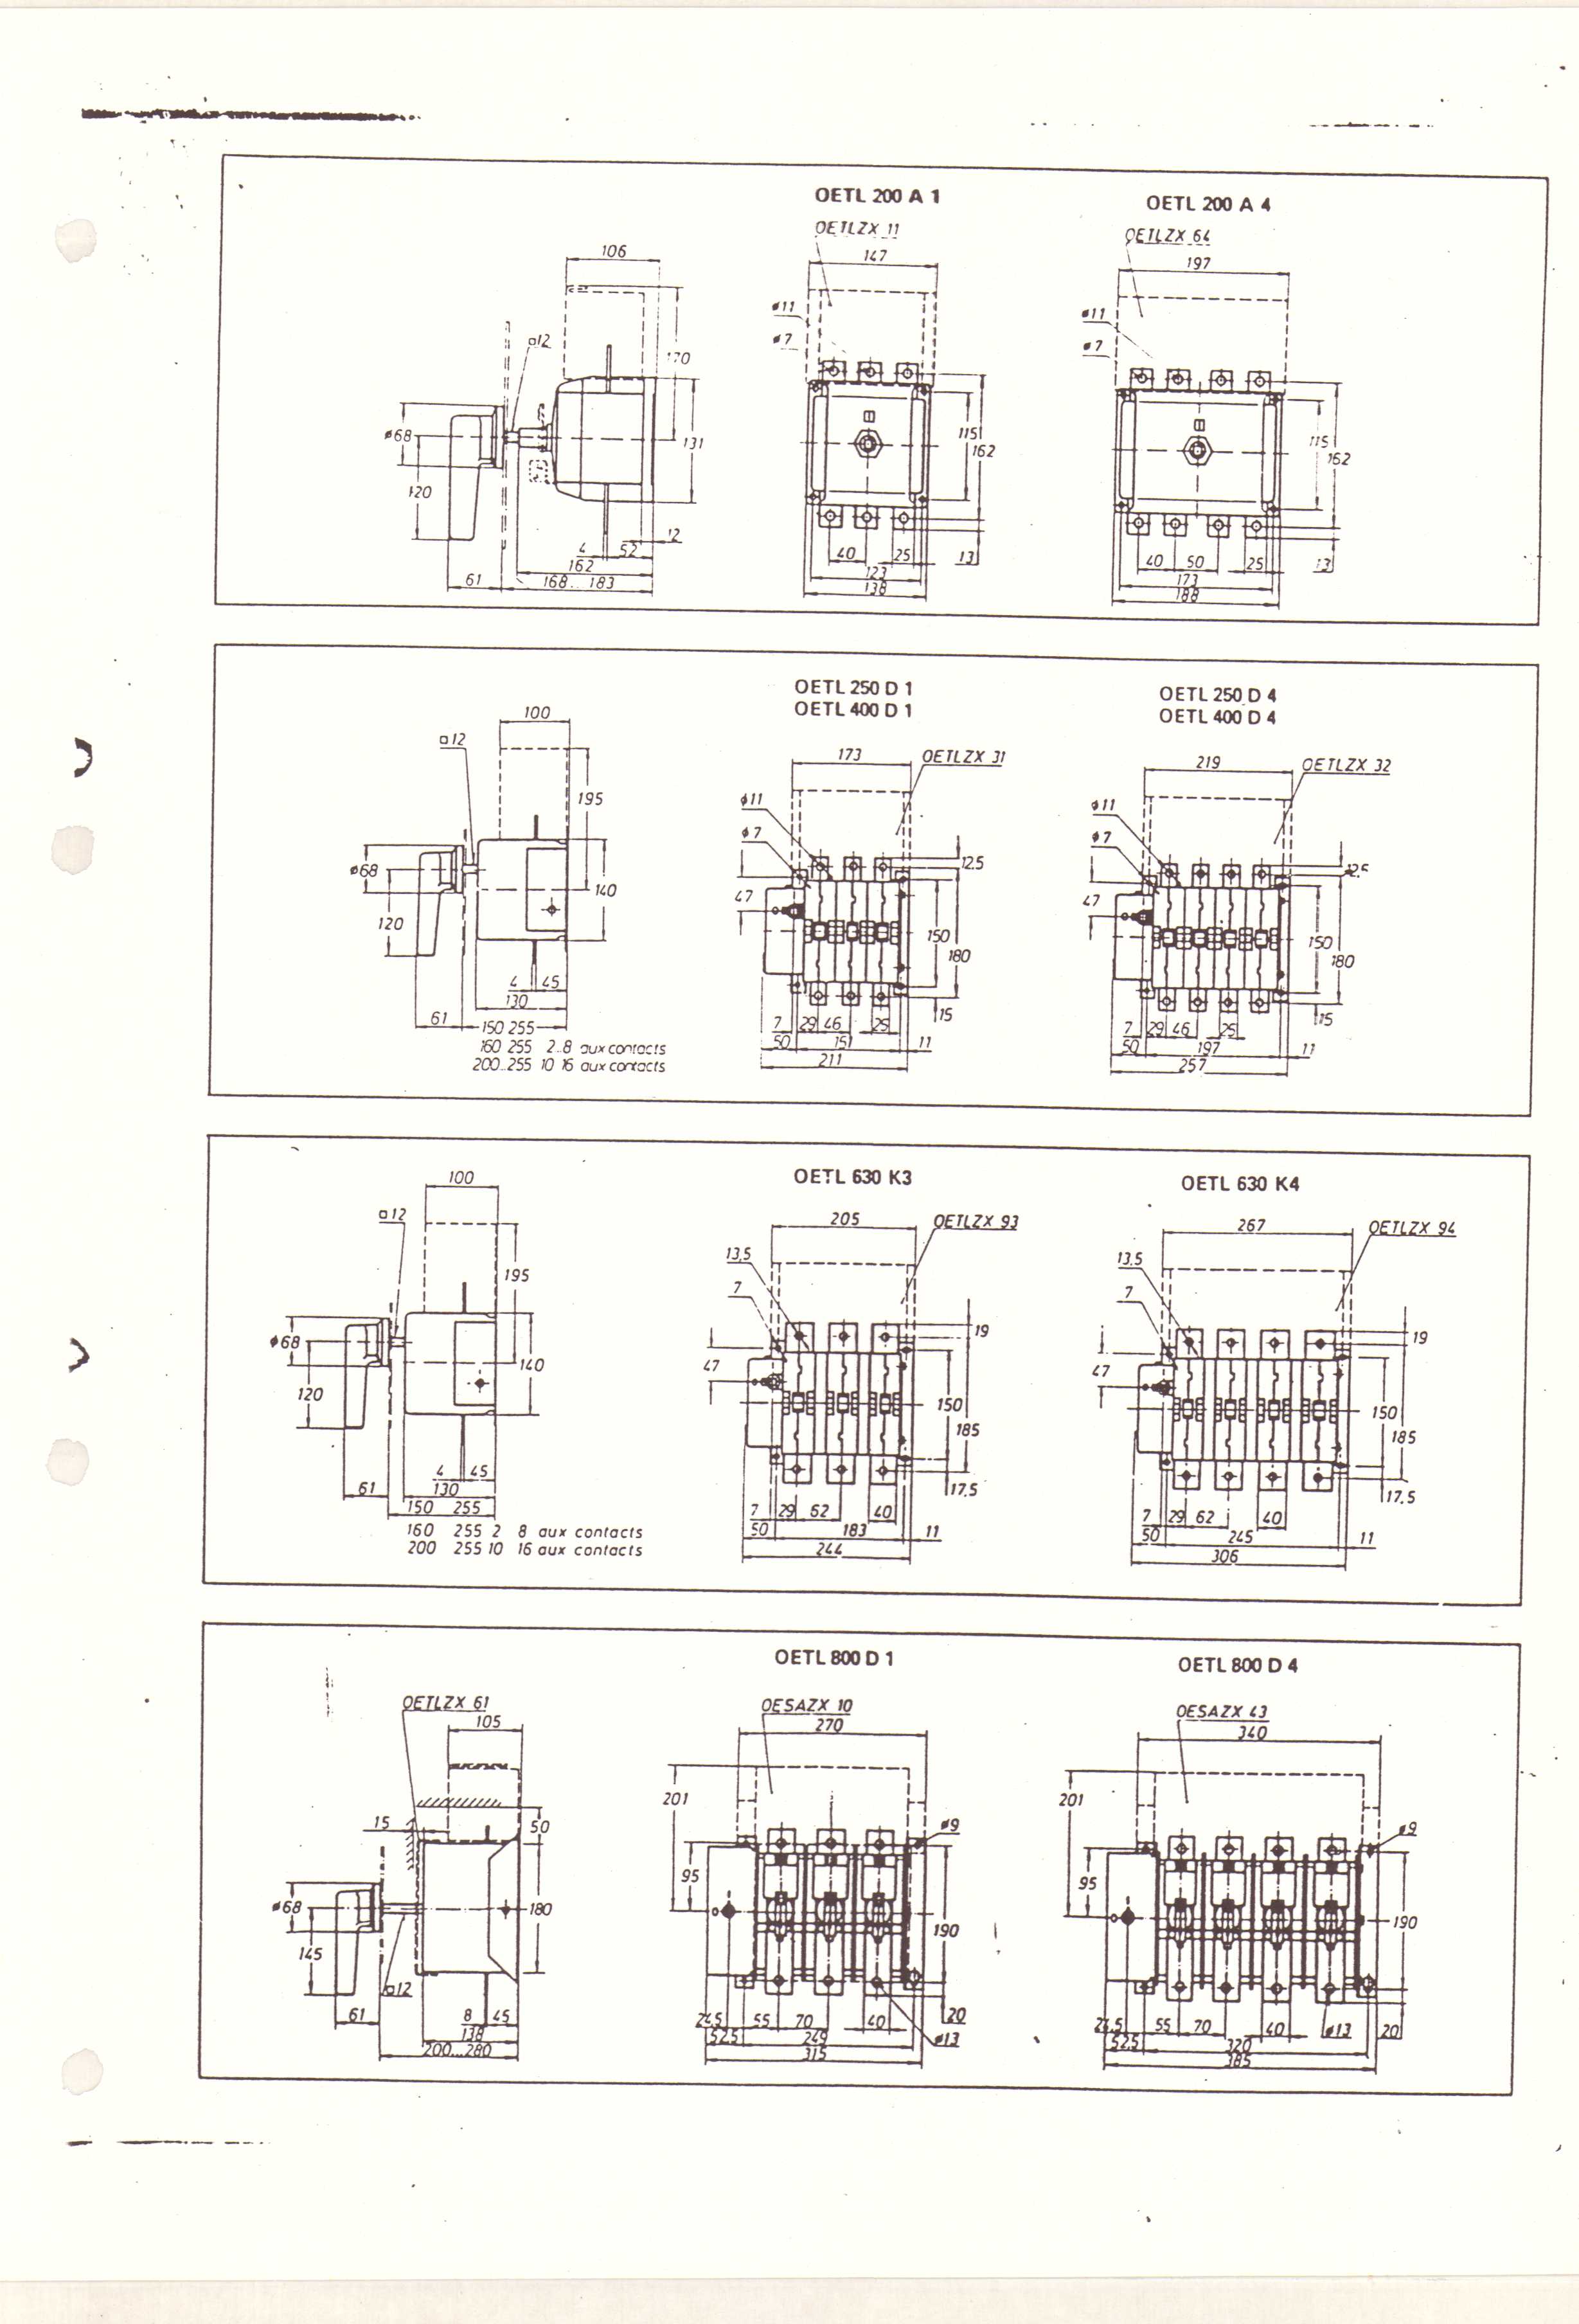 OETL 200 A 1
OETL 200 A 4
OETLZX 11
OETLZX 64
106
147
197
ø11
ø7
ø11
ø7
□12
170
ø68
131
115
162
115
162
120
12
4 52
162
61 168...183
40 25 13
123
138
40 50 25 13
173
188
OETL 250 D 1
OETL 400 D 1
OETL 250 D 4
OETL 400 D 4
100
□12
173
OETLZX 31
219
OETLZX 32
195
ø11
ø7
12,5
ø11
ø7
ø68
140
120
47
150
180
47
150
180
4 45
130
61 150 255
160 255 2..8 aux contacts
200...255 10 16 aux contacts
15
7 29 46 25
50 151 11
211
15
7 29 46 25
50 197 11
257
OETL 630 K3
OETL 630 K4
100
□12
205
OETLZX 93
267
OETLZX 94
195
13,5
7
19
13,5
7
19
ø68
140
120
47
150
185
47
150
185
4 45
130
61
150 255
160 255 2 8 aux contacts
200 255 10 16 aux contacts
17,5
7 29 62 40
50 183 11
244
17,5
7 29 62 40
50 245 11
306
OETL 800 D 1
OETL 800 D 4
OETLZX 61
105
OESAZX 10
270
OESAZX 43
340
15
50
201
ø9
95
201
ø9
95
ø68
180
145
□12
190
190
61
8 45
138
200...280
24,5 55 70 40 20
52,5 249 ø13
315
24,5 55 70 40 ø13 20
52,5 320
385